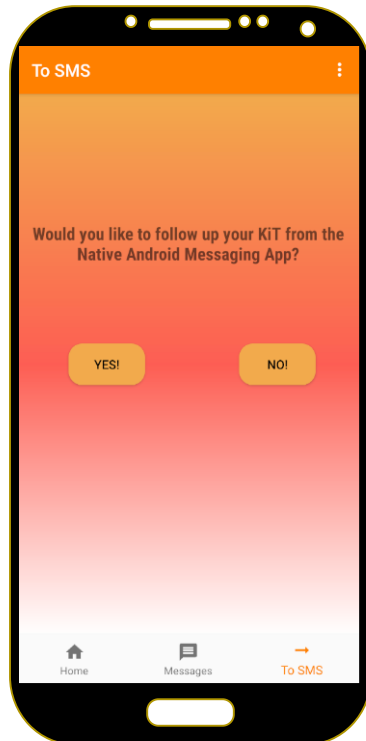 To SMS
Would you like to follow up your KiT from the
Native Android Messaging App?
YES!
NO!
Home
Messages
To SMS